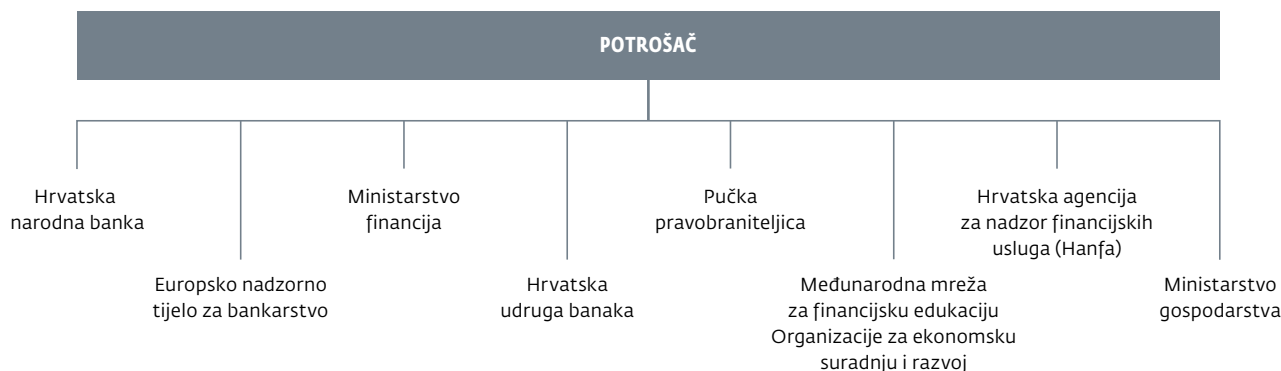 POTROŠAČ
Hrvatska
narodna banka
Europsko nadzorno
tijelo za bankarstvo
Ministarstvo
financija
Hrvatska
udruga banaka
Pučka
pravobraniteljica
Međunarodna mreža
za financijsku edukaciju
Organizacije za ekonomsku
suradnju i razvoj
Hrvatska agencija
za nadzor financijskih
usluga (Hanfa)
Ministarstvo
gospodarstva